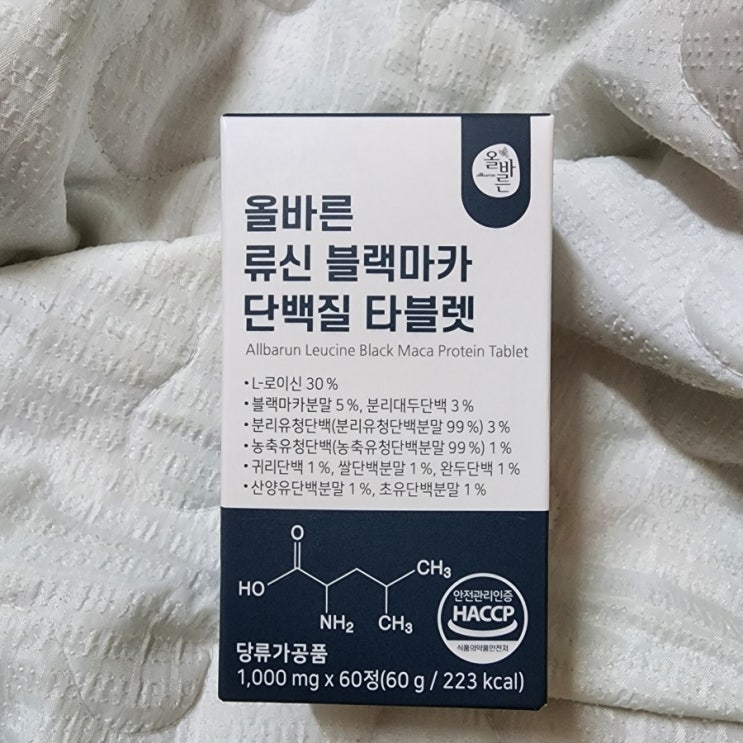 올바른
allbarun
올바른
류신 블랙마카
단백질 타블렛
Allbarun Leucine Black Maca Protein Tablet
•L-로이신 30%
•블랙마카분말 5%, 분리대두단백 3%
•분리유청단백(분리유청단백분말 99%) 3%
•농축유청단백(농축유청단백분말 99%) 1%
•귀리단백 1%, 쌀단백분말 1%, 완두단백 1%
•산양유단백분말 1%, 초유단백분말 1%
O
HO
CH₃
NH₂
CH₃
안전관리인증
HACCP
식품의약품안전처
당류가공품
1,000 mg x 60정(60 g / 223 kcal)